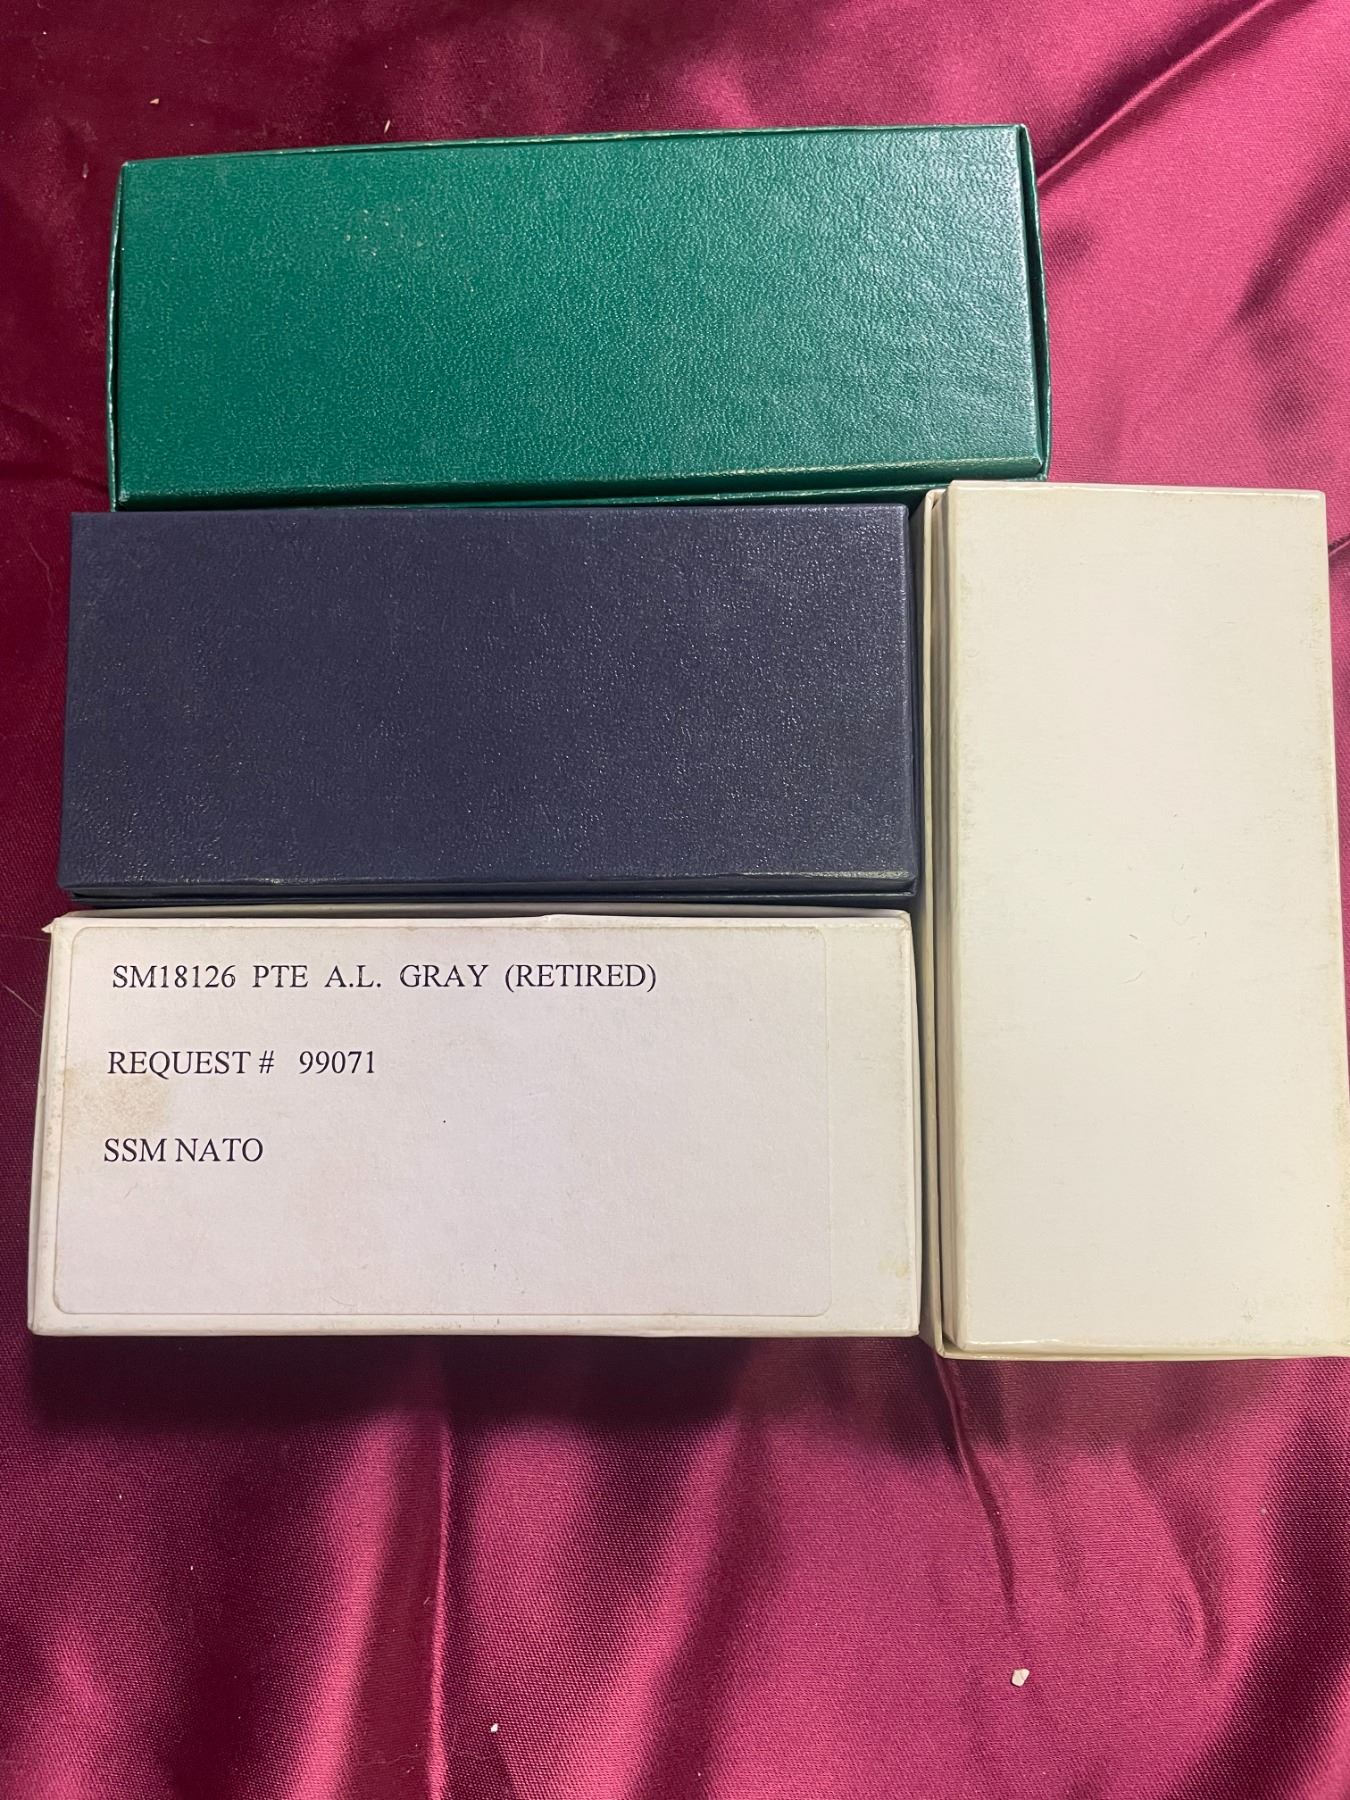 SM18126 PTE A.L. GRAY (RETIRED)
REQUEST # 99071
SSM NATO